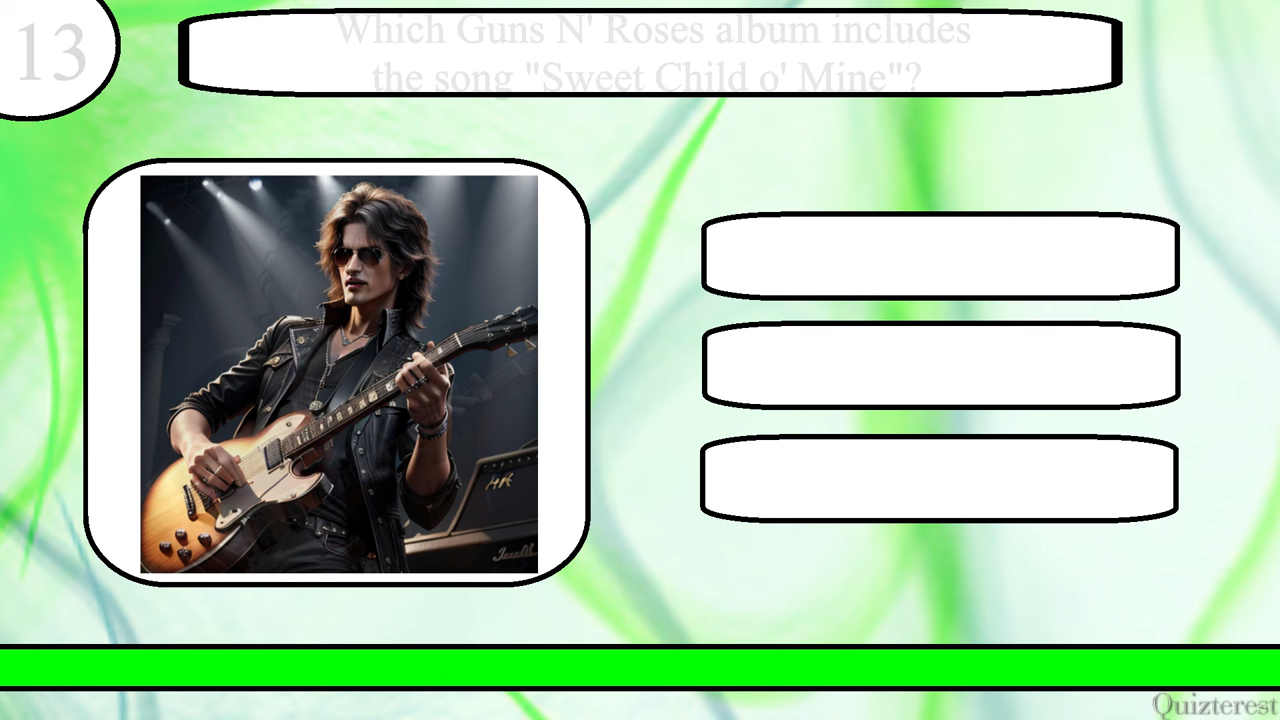 13
Which Guns N' Roses album includes
the song "Sweet Child o' Mine"?
Quizterest